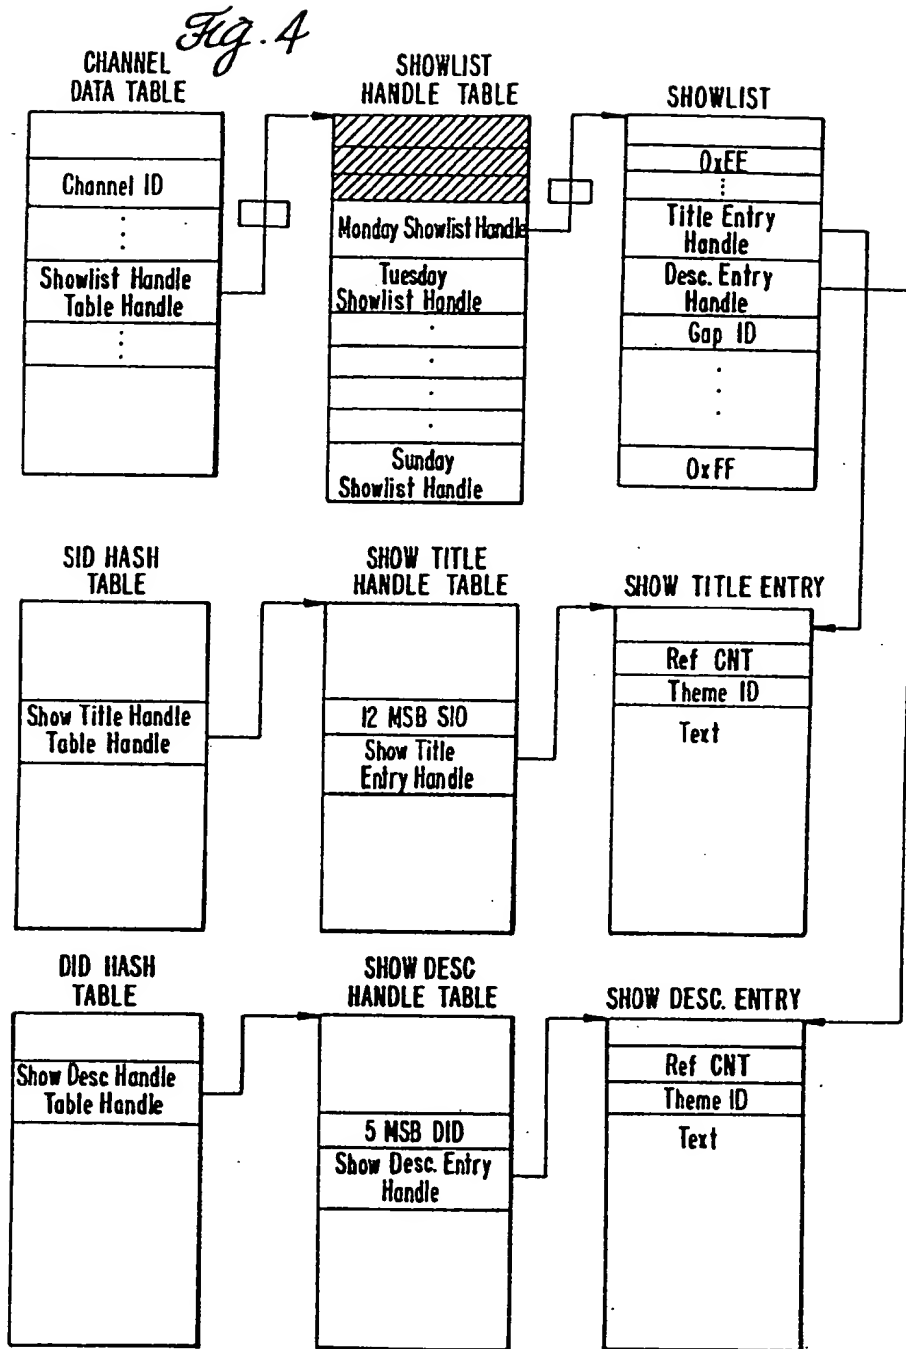 Fig. 4
CHANNEL
DATA TABLE
Channel ID
Showlist Handle
Table Handle
SHOWLIST
HANDLE TABLE
Monday Showlist Handle
Tuesday
Showlist Handle
Sunday
Showlist Handle
SHOWLIST
0xEE
Title Entry
Handle
Desc. Entry
Handle
Gap ID
0xFF
SID HASH
TABLE
Show Title Handle
Table Handle
SHOW TITLE
HANDLE TABLE
12 MSB SIO
Show Title
Entry Handle
SHOW TITLE ENTRY
Ref CNT
Theme ID
Text
DID HASH
TABLE
Show Desc Handle
Table Handle
SHOW DESC
HANDLE TABLE
5 MSB DID
Show Desc. Entry
Handle
SHOW DESC. ENTRY
Ref CNT
Theme ID
Text